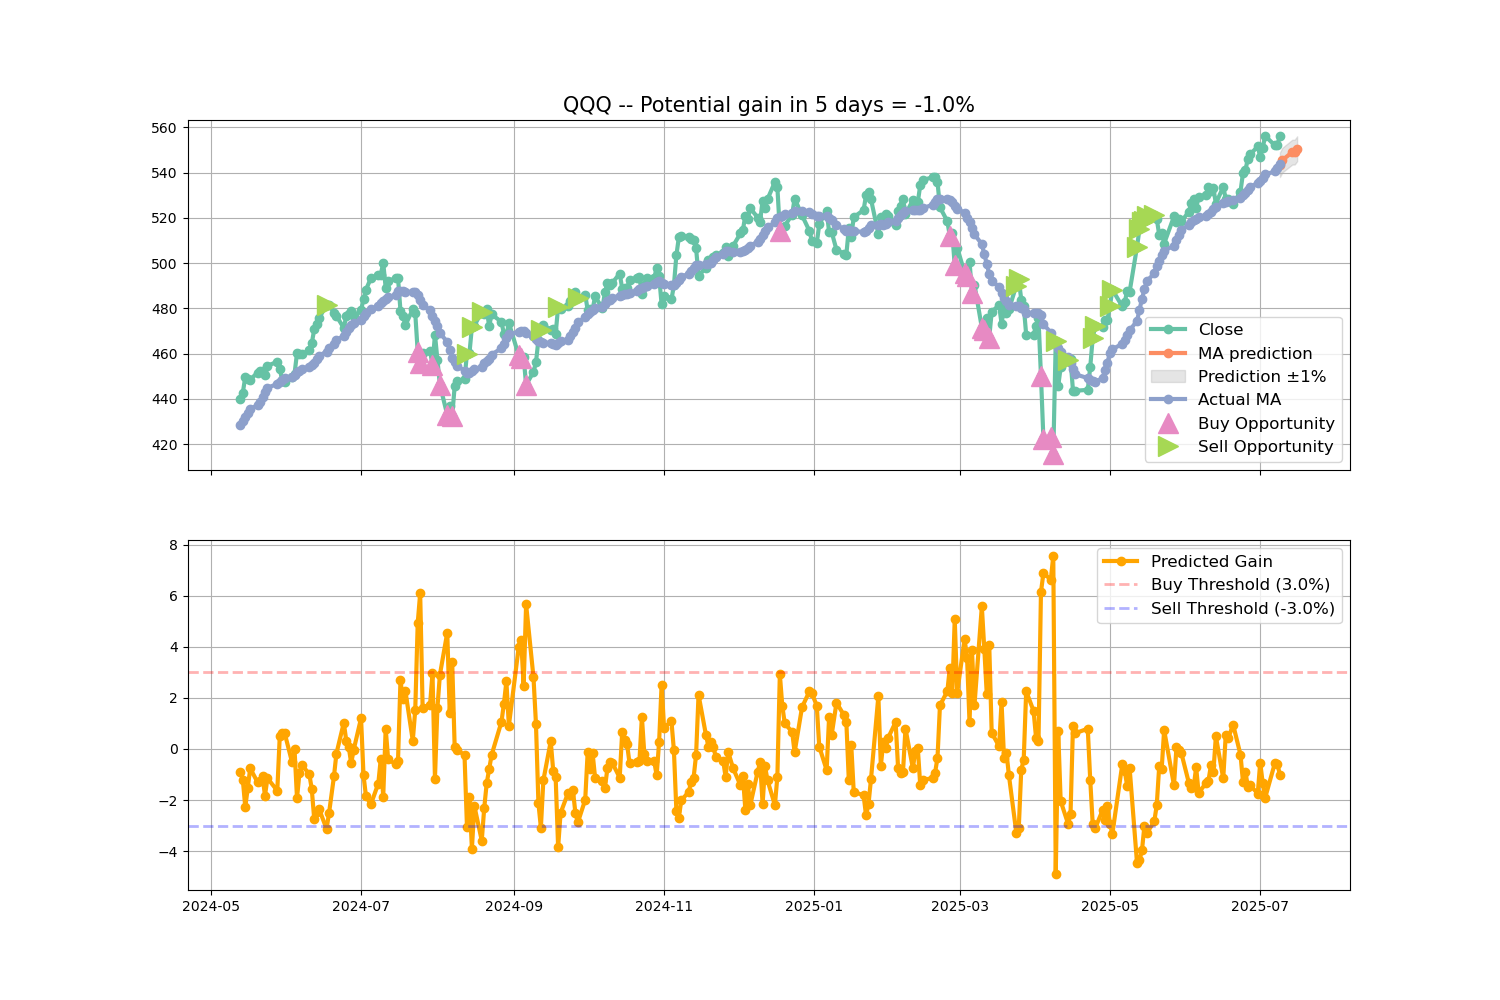 QQQ -- Potential gain in 5 days = -1.0%
560
540
520
500
480
460
440
420
Close
MA prediction
Prediction ±1%
Actual MA
Buy Opportunity
Sell Opportunity
8
6
4
2
0
−2
−4
Predicted Gain
Buy Threshold (3.0%)
Sell Threshold (-3.0%)
2024-05 2024-07 2024-09 2024-11 2025-01 2025-03 2025-05 2025-07